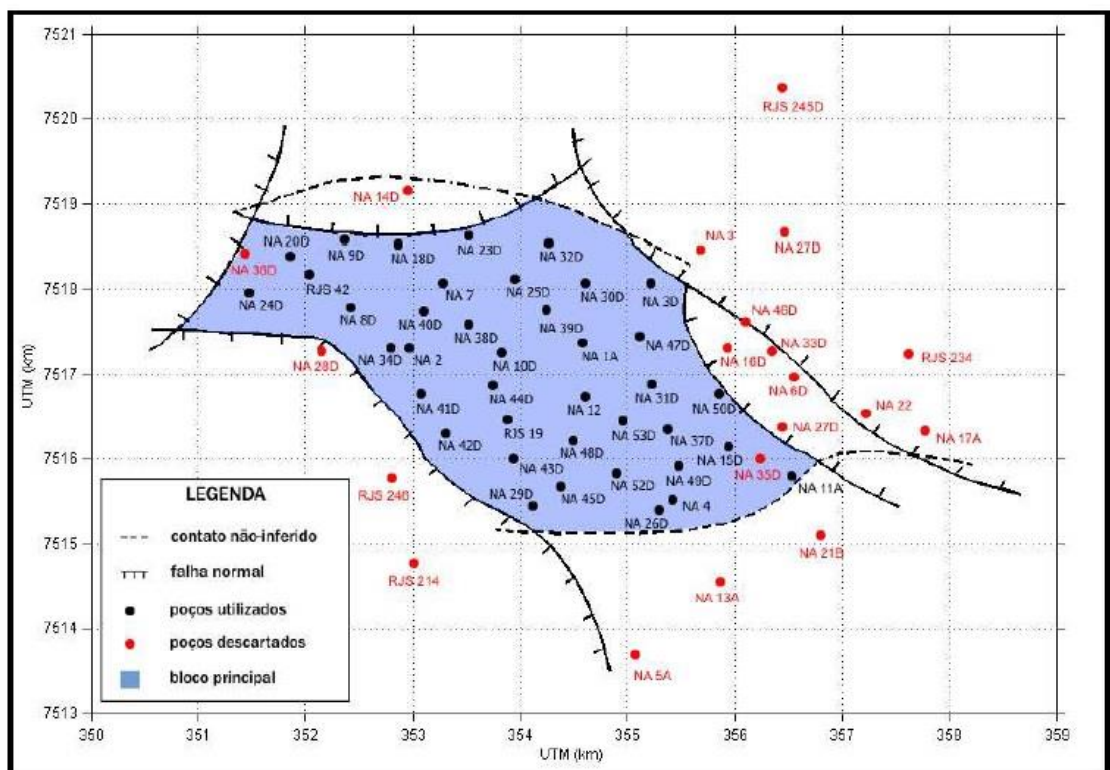 7521
7520
7519
7518
7517
7516
7515
7514
7513
UTM (km)
350
351
352
353
354
355
356
357
358
359
UTM (km)
RJS 245D
NA 14D
NA 3
NA 27B
NA 20D
NA 9D
NA 18D
NA 23D
NA 32D
NA 36D
RJS 42
NA 24D
NA 7
NA 25D
NA 30D
NA 3D
NA 8D
NA 40D
NA 38D
NA 39D
NA 46D
NA 34D
NA 2
NA 10D
NA 1A
NA 47D
NA 16D
NA 33D
RJS 234
NA 28D
NA 6D
NA 41D
NA 44D
NA 12
NA 31D
NA 50D
NA 22
NA 42D
RJS 19
NA 48D
NA 53D
NA 37D
NA 15D
NA 27D
NA 17A
NA 43D
NA 52D
NA 49D
NA 35D
NA 11A
RJS 248
NA 29D
NA 45D
NA 26D
NA 4
NA 21B
RJS 214
NA 13A
NA 5A
LEGENDA
contato não-inferido
falha normal
poços utilizados
poços descartados
bloco principal